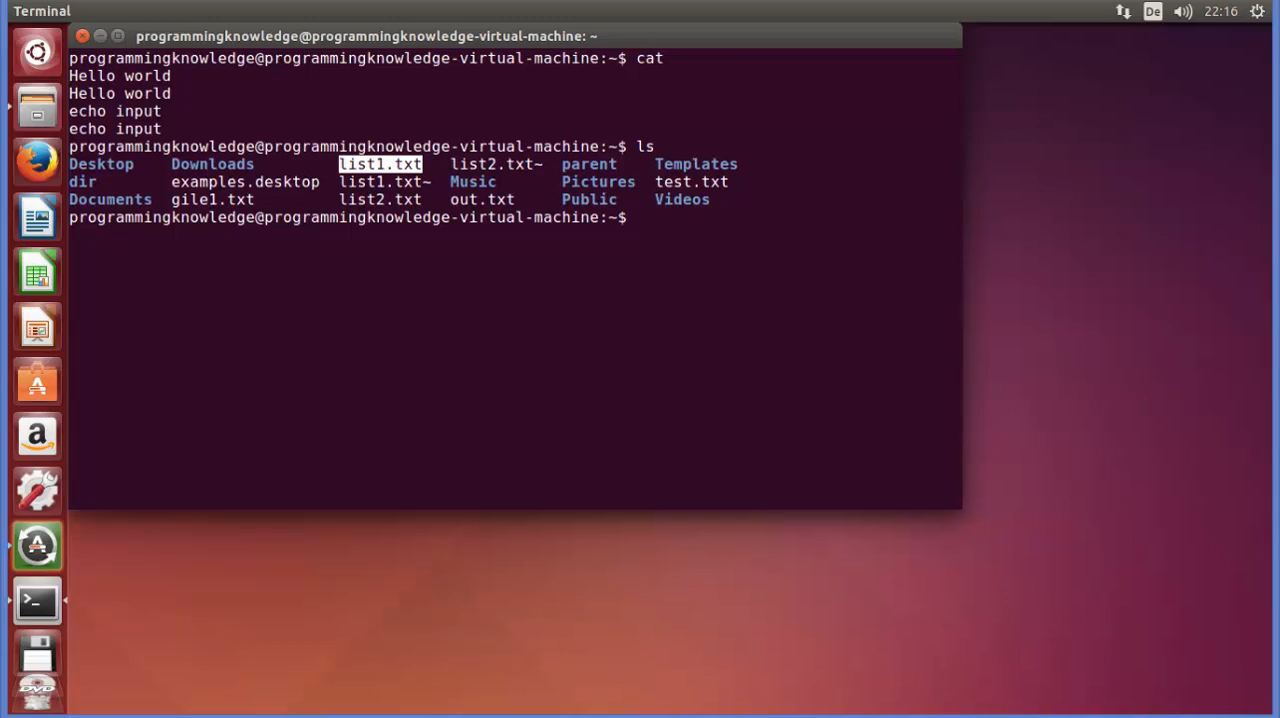 Terminal
De
22:16
programmingknowledge@programmingknowledge-virtual-machine: ~
programmingknowledge@programmingknowledge-virtual-machine:~$ cat
Hello world
Hello world
echo input
echo input
programmingknowledge@programmingknowledge-virtual-machine:~$ ls
Desktop Downloads list1.txt list2.txt~ parent Templates
dir examples.desktop list1.txt~ Music Pictures test.txt
Documents gile1.txt list2.txt out.txt Public Videos
programmingknowledge@programmingknowledge-virtual-machine:~$
a
>_
DVD